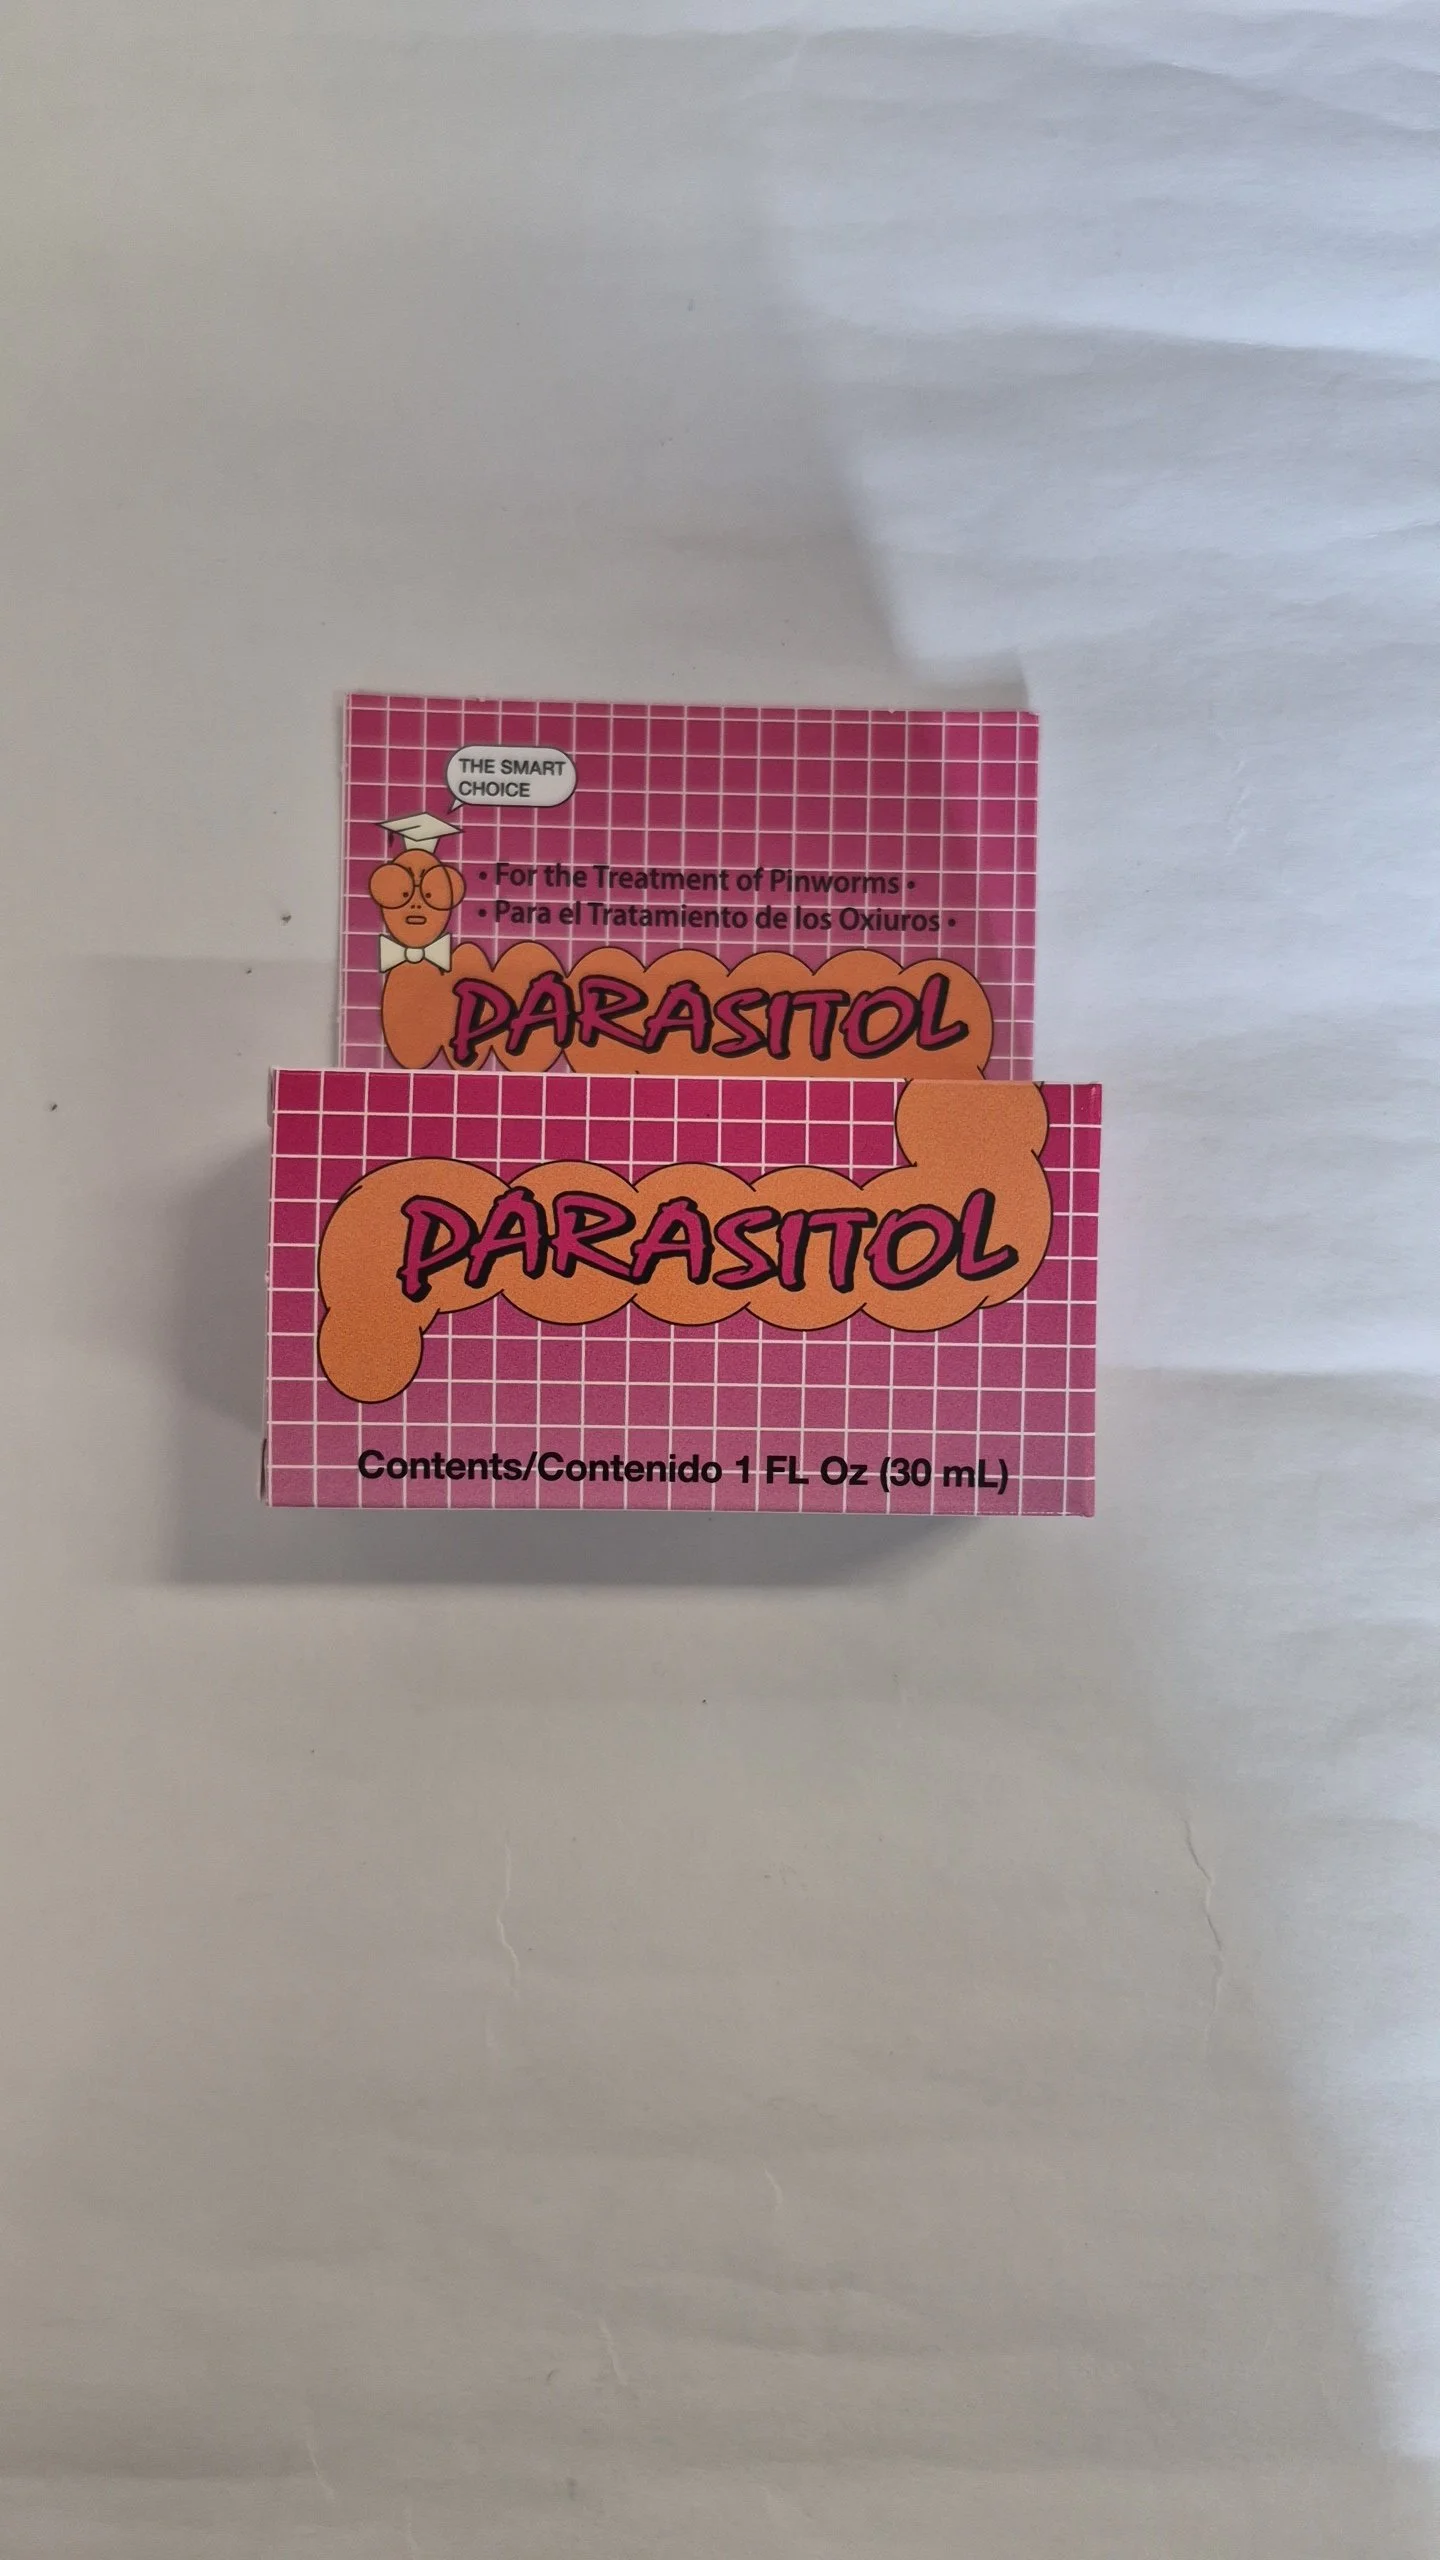 THE SMART
CHOICE
• For the Treatment of Pinworms •
• Para el Tratamiento de los Oxiuros •
PARASITOL
PARASITOL
Contents/Contenido 1 FL Oz (30 mL)